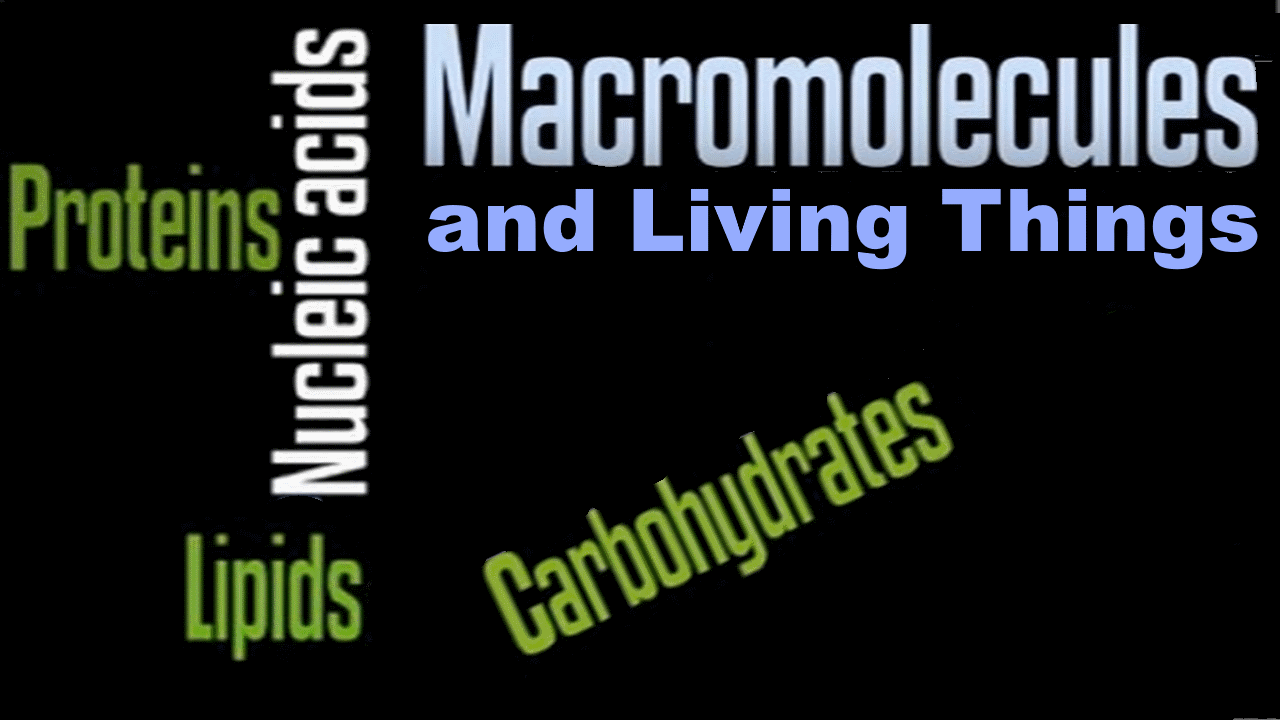 Macromolecules
and Living Things
Proteins
Nucleic acids
Lipids
Carbohydrates